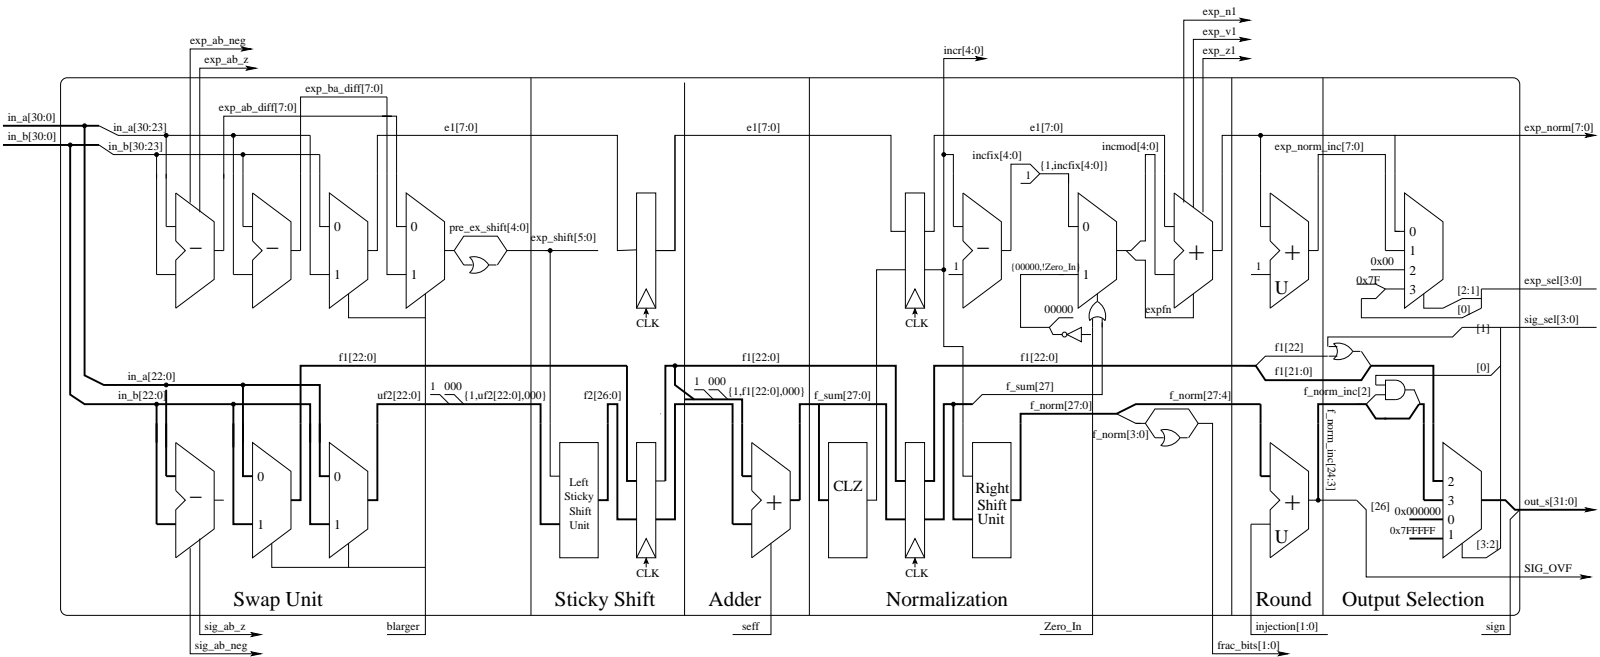 exp_n1
exp_v1
exp_z1
exp_ab_neg
exp_ab_z
incr[4:0]
exp_ba_diff[7:0]
exp_ab_diff[7:0]
in_a[30:0]
in_b[30:0]
in_a[30:23]
in_b[30:23]
e1[7:0]
e1[7:0]
e1[7:0]
exp_norm[7:0]
incfix[4:0]
{1,incfix[4:0]}
1
incmod[4:0]
exp_norm_inc[7:0]
−
−
0
1
0
1
pre_ex_shift[4:0]
exp_shift[5:0]
−
1
0
1
{00000,!Zero_In}
00000
+
expfn
+
1
U
0
1
2
3
0x00
0x7F
[2:1]
[0]
exp_sel[3:0]
CLK
CLK
sig_sel[3:0]
[1]
f1[22]
f1[21:0]
[0]
f_norm_inc[2]
in_a[22:0]
in_b[22:0]
f1[22:0]
uf2[22:0]
1
000
{1,uf2[22:0],000}
f2[26:0]
f1[22:0]
1
000
{1,f1[22:0],000}
f_sum[27:0]
f1[22:0]
f_sum[27]
f_norm[27:0]
f_norm[27:4]
f_norm[3:0]
f_norm_inc[24:3]
−
0
1
0
1
Left
Sticky
Shift
Unit
+
CLZ
Right
Shift
Unit
+
U
[26]
2
3
0
1
0x000000
0x7FFFFF
[3:2]
out_s[31:0]
CLK
CLK
SIG_OVF
Swap Unit
Sticky Shift
Adder
Normalization
Round
Output Selection
sig_ab_z
sig_ab_neg
blarger
seff
Zero_In
frac_bits[1:0]
injection[1:0]
sign